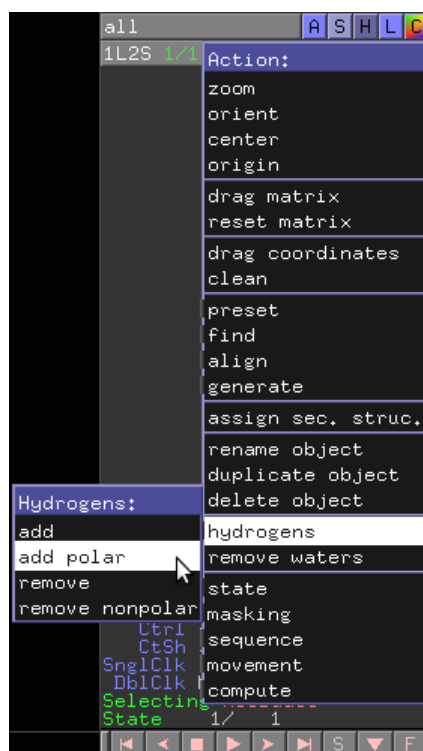 all A S H L C
1L2S 1/1
Action:
zoom
orient
center
origin
drag matrix
reset matrix
drag coordinates
clean
preset
find
align
generate
assign sec. struc.
rename object
duplicate object
delete object
hydrogens
remove waters
state
masking
sequence
movement
compute
Hydrogens:
add
add polar
remove
remove nonpolar
Ctrl
CtSh
SnglClk
DblClk
Selecting
State 1/ 1
S F